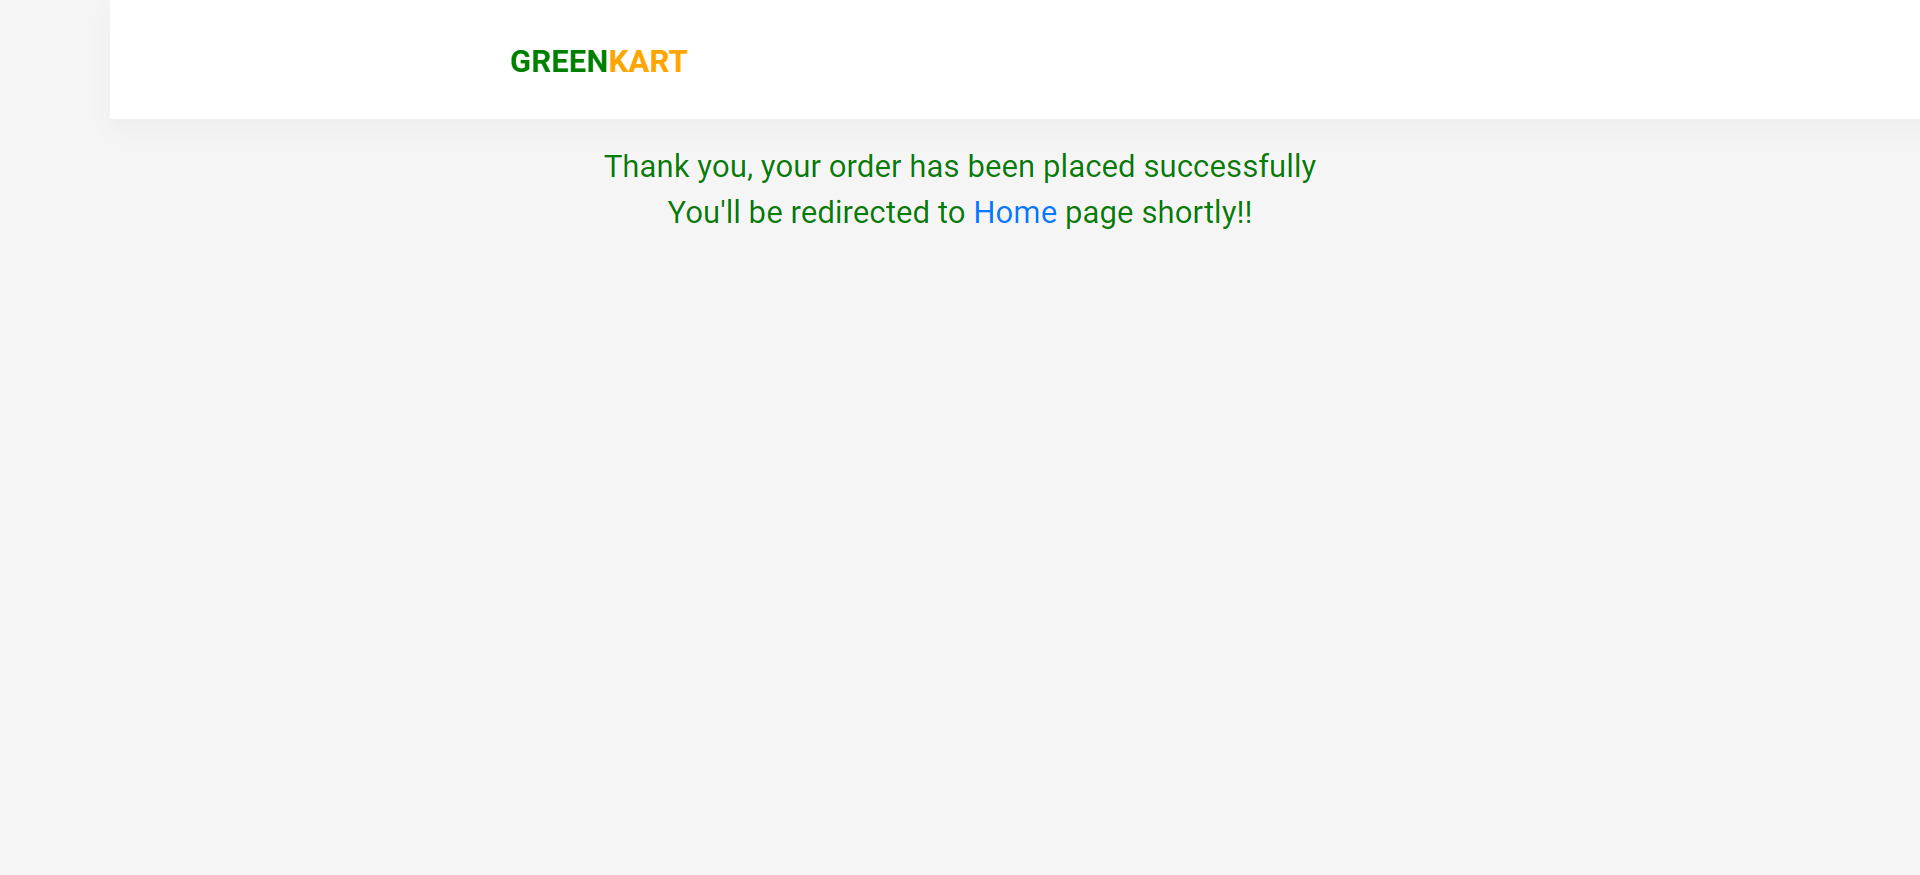 GREENKART
Thank you, your order has been placed successfully
You'll be redirected to Home page shortly!!